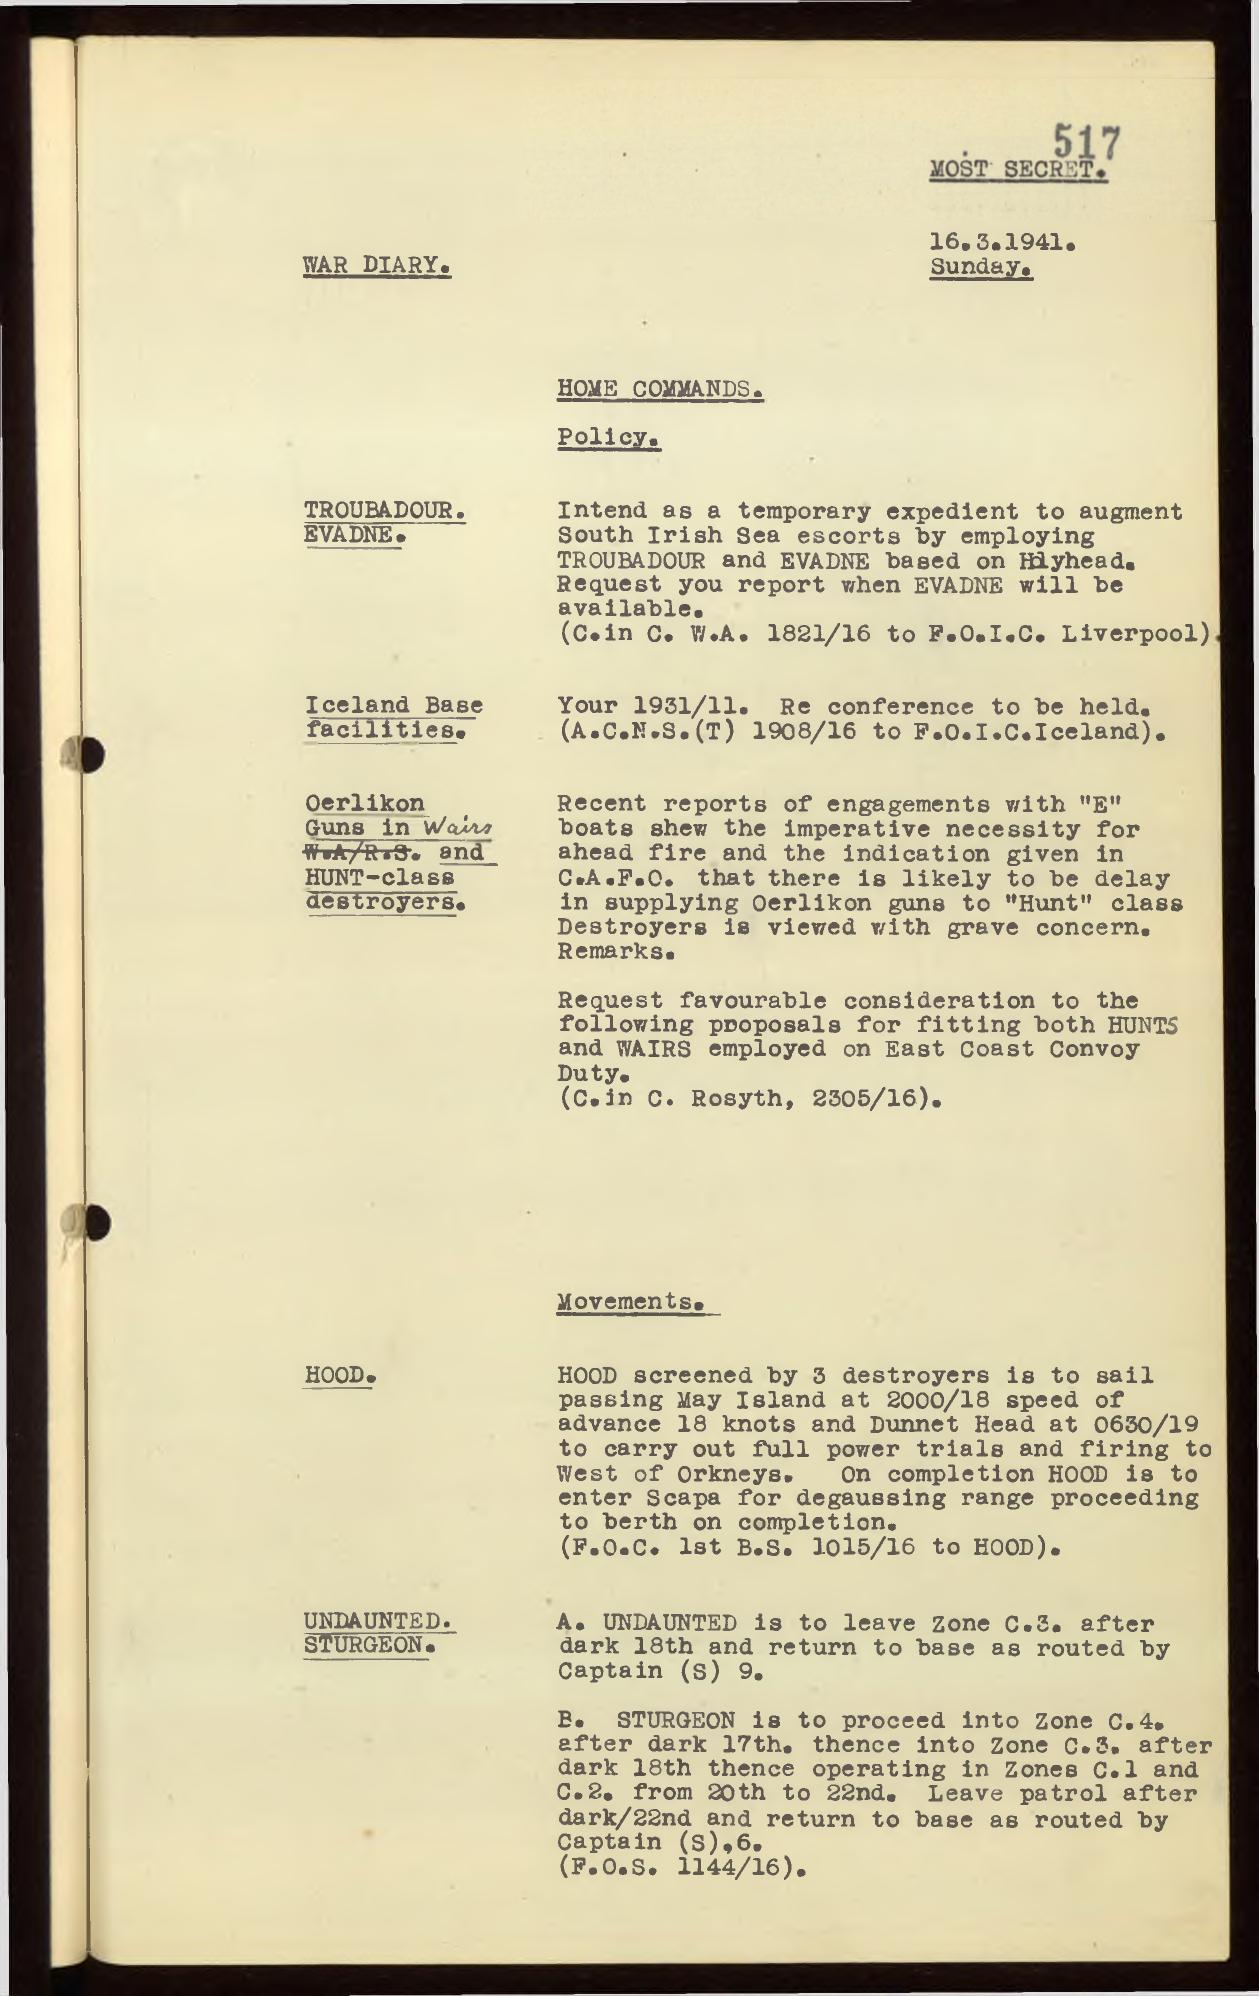 517
MOST SECRET.
16.3.1941.
WAR DIARY.
Sunday.
HOME COMMANDS.
Policy.
TROUBADOUR.
EVADNE.
Intend as a temporary expedient to augment
South Irish Sea escorts by employing
TROUBADOUR and EVADNE based on Holyhead.
Request you report when EVADNE will be
available.
(C.in C. W.A. 1821/16 to F.O.I.C. Liverpool).
Iceland Base
facilities.
Your 1931/11. Re conference to be held.
(A.C.N.S.(T) 1908/16 to F.O.I.C.Iceland).
Oerlikon
Guns in Wairs
W.A/R.S. and
HUNT-class
destroyers.
Recent reports of engagements with "E"
boats shew the imperative necessity for
ahead fire and the indication given in
C.A.F.O. that there is likely to be delay
in supplying Oerlikon guns to "Hunt" class
Destroyers is viewed with grave concern.
Remarks.
Request favourable consideration to the
following proposals for fitting both HUNTS
and WAIRS employed on East Coast Convoy
Duty.
(C.in C. Rosyth, 2305/16).
Movements.
HOOD.
HOOD screened by 3 destroyers is to sail
passing May Island at 2000/18 speed of
advance 18 knots and Dunnet Head at 0630/19
to carry out full power trials and firing to
West of Orkneys. On completion HOOD is to
enter Scapa for degaussing range proceeding
to berth on completion.
(F.O.C. 1st B.S. 1015/16 to HOOD).
UNDAUNTED.
STURGEON.
A. UNDAUNTED is to leave Zone C.3. after
dark 18th and return to base as routed by
Captain (S) 9.
B. STURGEON is to proceed into Zone C.4.
after dark 17th. thence into Zone C.3. after
dark 18th thence operating in Zones C.1 and
C.2. from 20th to 22nd. Leave patrol after
dark/22nd and return to base as routed by
Captain (S),6.
(F.O.S. 1144/16).